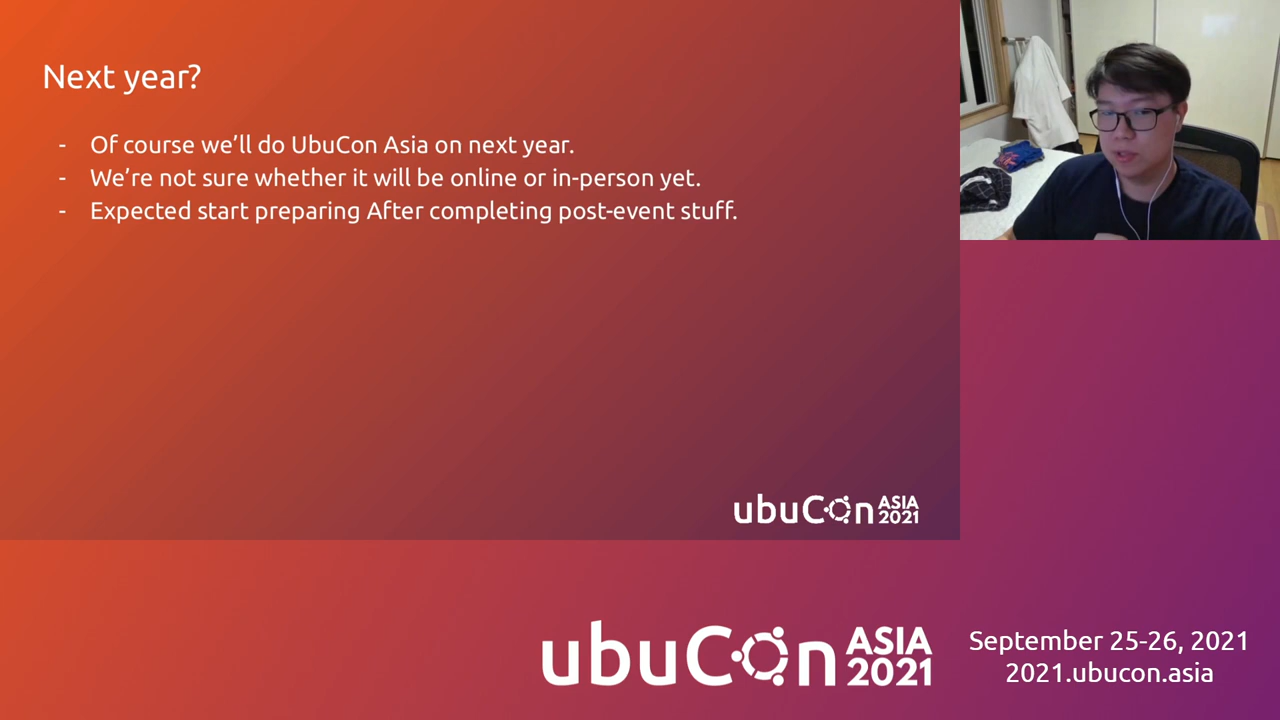 Next year?
- Of course we’ll do UbuCon Asia on next year.
- We’re not sure whether it will be online or in-person yet.
- Expected start preparing After completing post-event stuff.
ubuCon ASIA 2021
ubuCon ASIA 2021
September 25-26, 2021
2021.ubucon.asia